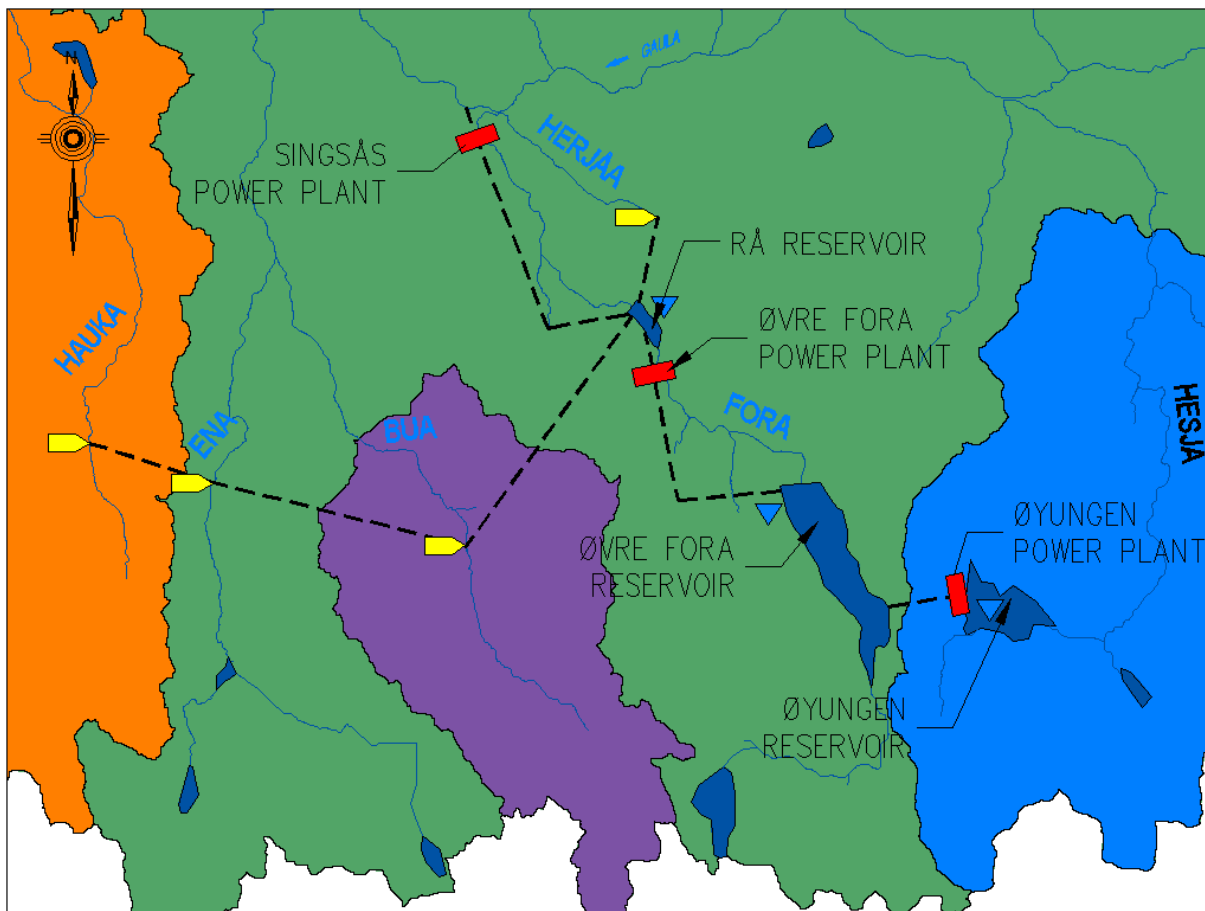 N
GAULA
HERJÅA
SINGSÅS
POWER PLANT
RÅ RESERVOIR
HAUKA
ØVRE FORA
POWER PLANT
FORA
HESJA
ENA
BUA
ØYUNGEN
POWER PLANT
ØVRE FORA
RESERVOIR
ØYUNGEN
RESERVOIR